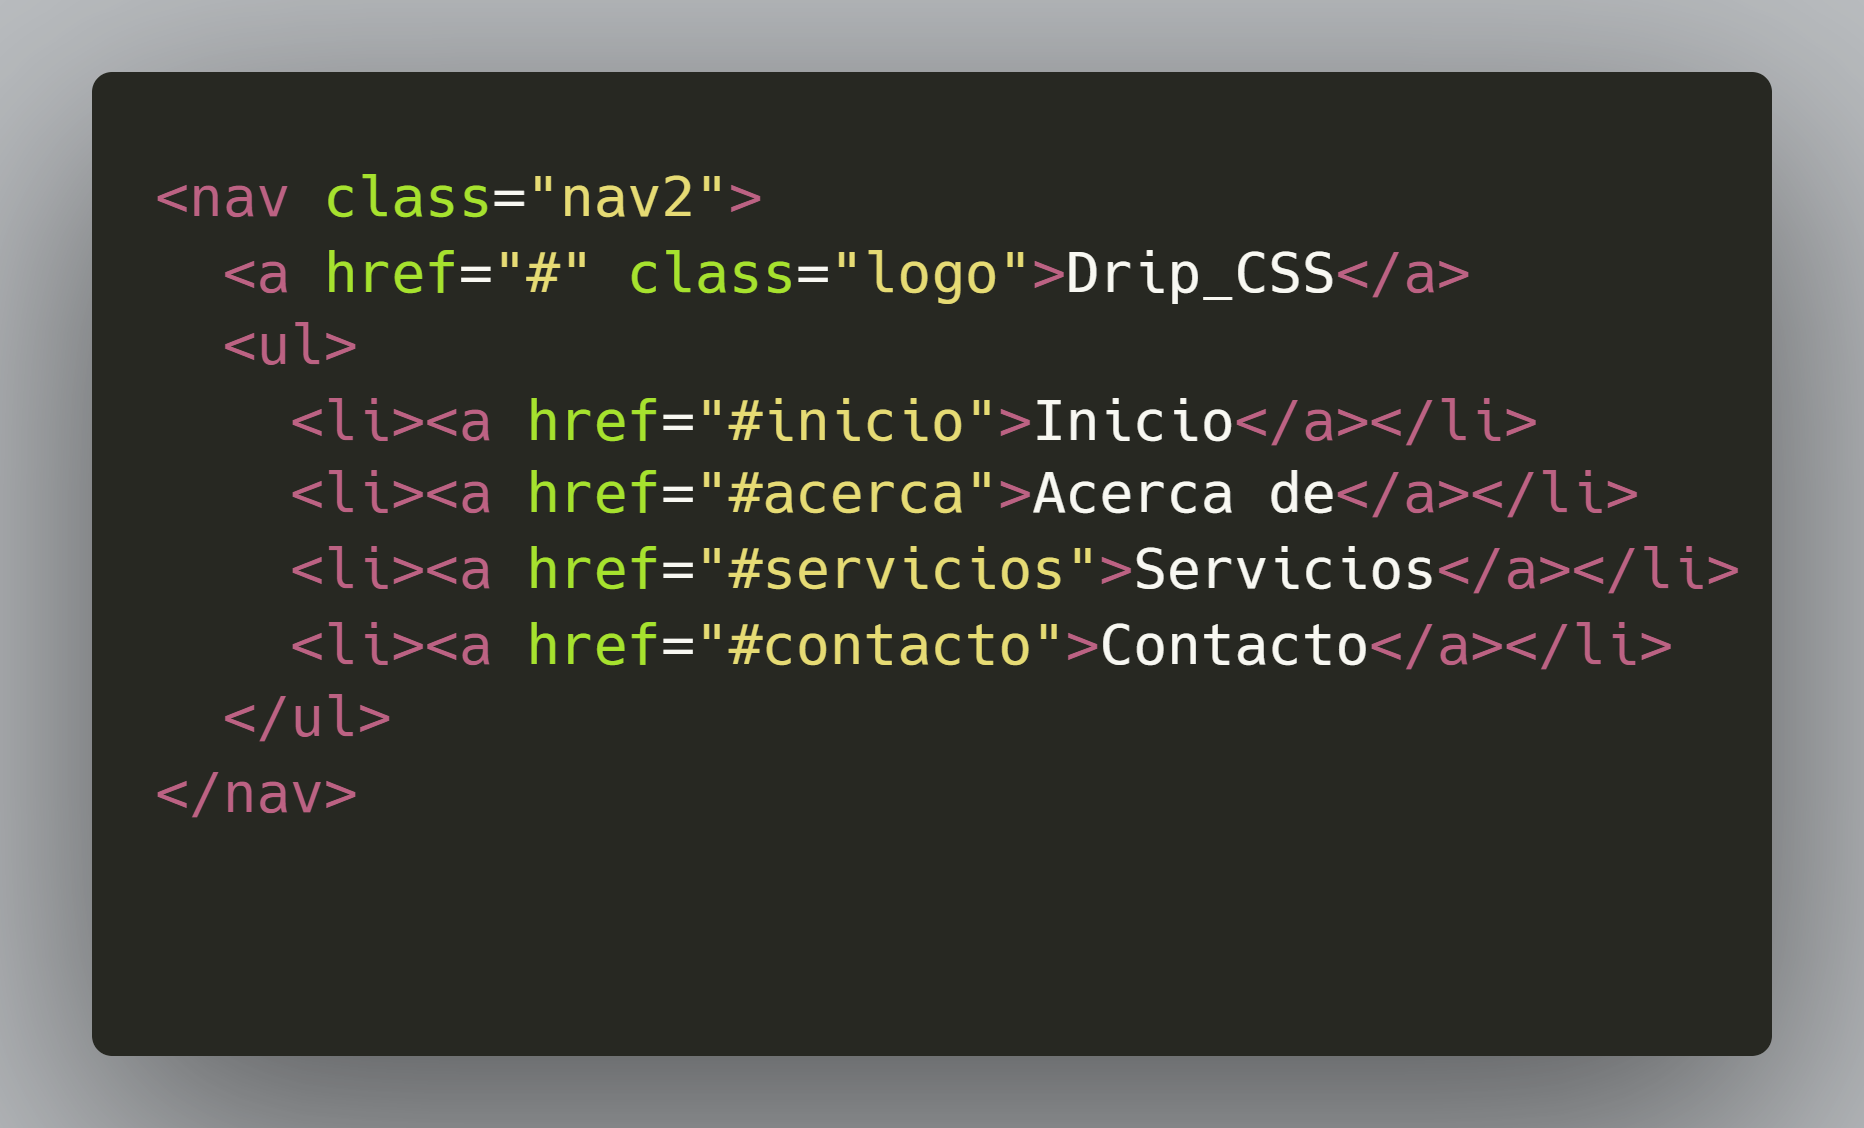 <nav class="nav2">
  <a href="#" class="logo">Drip_CSS</a>
  <ul>
    <li><a href="#inicio">Inicio</a></li>
    <li><a href="#acerca">Acerca de</a></li>
    <li><a href="#servicios">Servicios</a></li>
    <li><a href="#contacto">Contacto</a></li>
  </ul>
</nav>